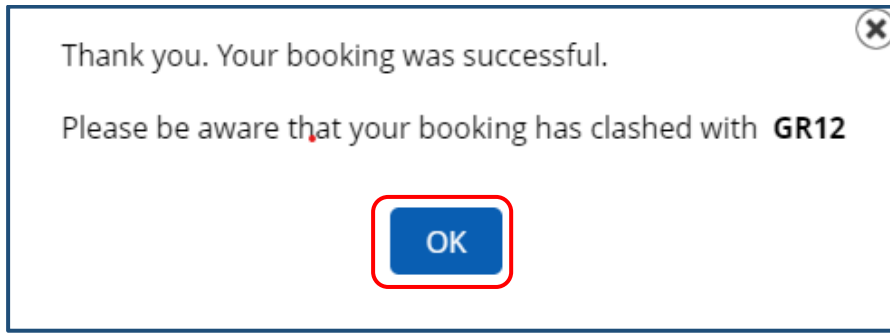 Thank you. Your booking was successful.
Please be aware that your booking has clashed with GR12
OK